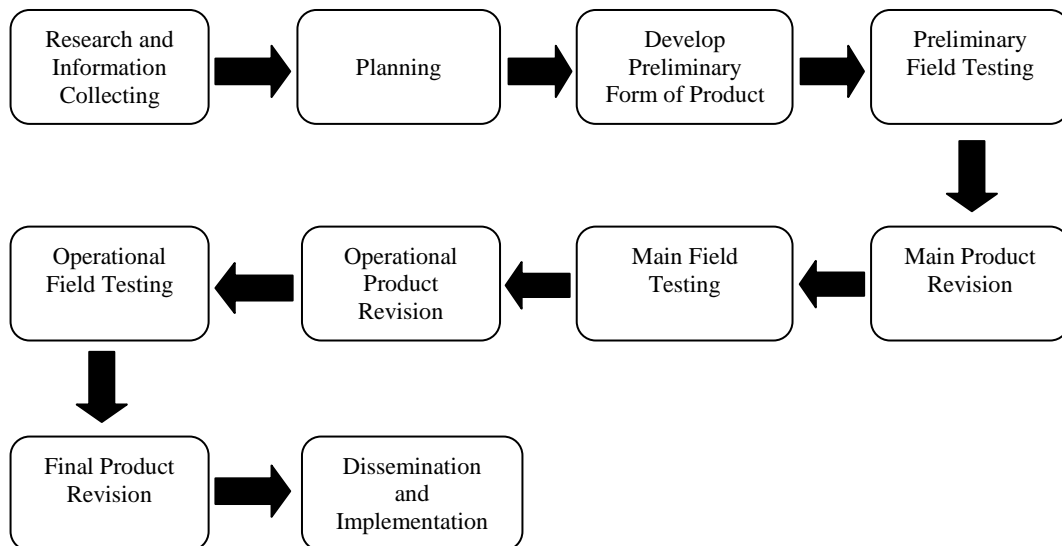 Research and
Information
Collecting
Planning
Develop
Preliminary
Form of Product
Preliminary
Field Testing
Operational
Field Testing
Operational
Product
Revision
Main Field
Testing
Main Product
Revision
Final Product
Revision
Dissemination
and
Implementation